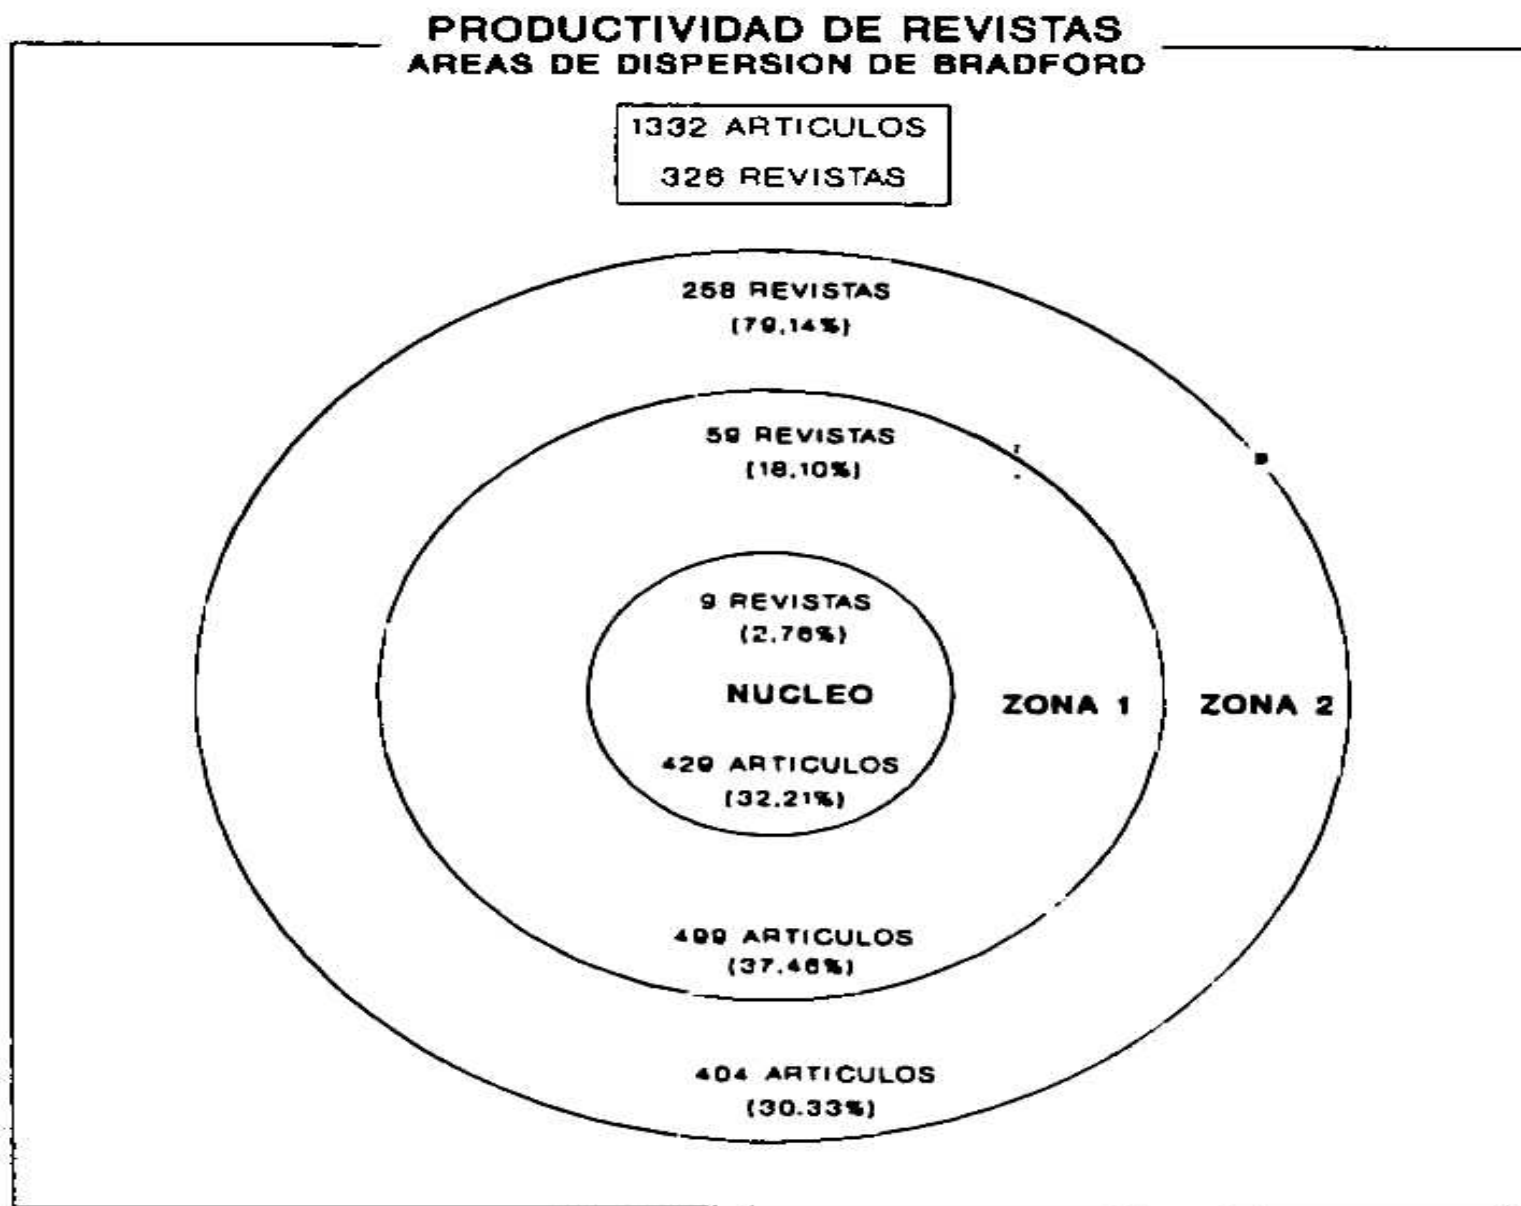 PRODUCTIVIDAD DE REVISTAS
AREAS DE DISPERSION DE BRADFORD
1332 ARTICULOS
326 REVISTAS
258 REVISTAS
(79,14%)
59 REVISTAS
(18,10%)
9 REVISTAS
(2,76%)
NUCLEO
ZONA 1
ZONA 2
429 ARTICULOS
(32,21%)
499 ARTICULOS
(37,46%)
404 ARTICULOS
(30.33%)